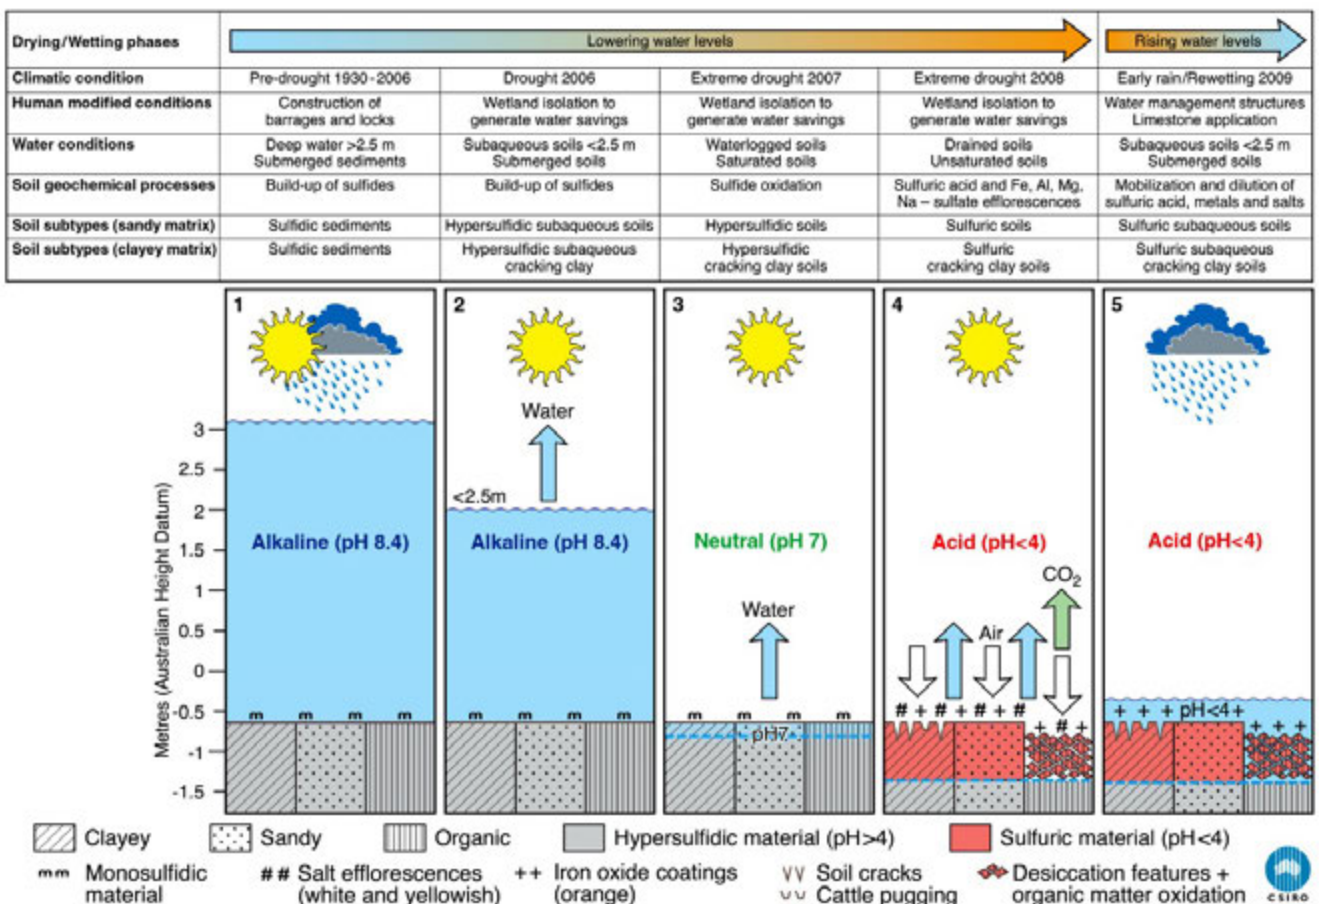 Drying/Wetting phases
Lowering water levels
Rising water levels
Climatic condition
Pre-drought 1930-2006
Drought 2006
Extreme drought 2007
Extreme drought 2008
Early rain/Rewetting 2009
Human modified conditions
Construction of
barrages and locks
Wetland isolation to
generate water savings
Wetland isolation to
generate water savings
Wetland isolation to
generate water savings
Water management structures
Limestone application
Water conditions
Deep water >2.5 m
Submerged sediments
Subaqueous soils <2.5 m
Submerged soils
Waterlogged soils
Saturated soils
Drained soils
Unsaturated soils
Subaqueous soils <2.5 m
Submerged soils
Soil geochemical processes
Build-up of sulfides
Build-up of sulfides
Sulfide oxidation
Sulfuric acid and Fe, Al, Mg,
Na – sulfate efflorescences
Mobilization and dilution of
sulfuric acid, metals and salts
Soil subtypes (sandy matrix)
Sulfidic sediments
Hypersulfidic subaqueous soils
Hypersulfidic soils
Sulfuric soils
Sulfuric subaqueous soils
Soil subtypes (clayey matrix)
Sulfidic sediments
Hypersulfidic subaqueous
cracking clay
Hypersulfidic
cracking clay soils
Sulfuric
cracking clay soils
Sulfuric subaqueous
cracking clay soils
Metres (Australian Height Datum)
3
2.5
2
1.5
1
0.5
0
-0.5
-1
-1.5
1
Alkaline (pH 8.4)
m m m m
2
Water
<2.5m
Alkaline (pH 8.4)
m m m m
3
Neutral (pH 7)
Water
m m m m
pH7
4
Acid (pH<4)
CO2
Air
# + # + # + #
+ # +
5
Acid (pH<4)
+ + + pH<4 +
+ + +
Clayey
Sandy
Organic
Hypersulfidic material (pH>4)
Sulfuric material (pH<4)
m m Monosulfidic
material
# # Salt efflorescences
(white and yellowish)
++ Iron oxide coatings
(orange)
Soil cracks
Cattle pugging
Desiccation features +
organic matter oxidation
CSIRO